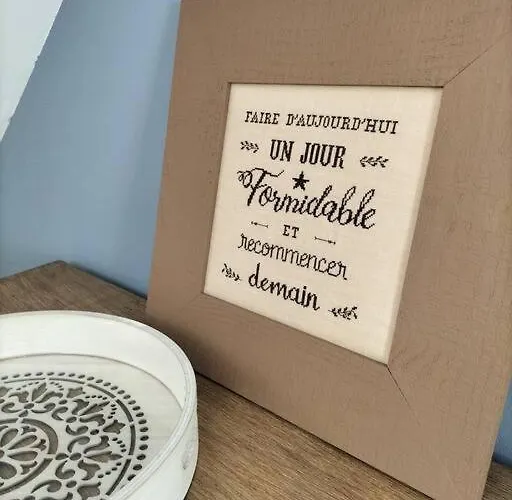 FAIRE D'AUJOURD'HUI
UN JOUR
Formidable
ET
recommencer
demain